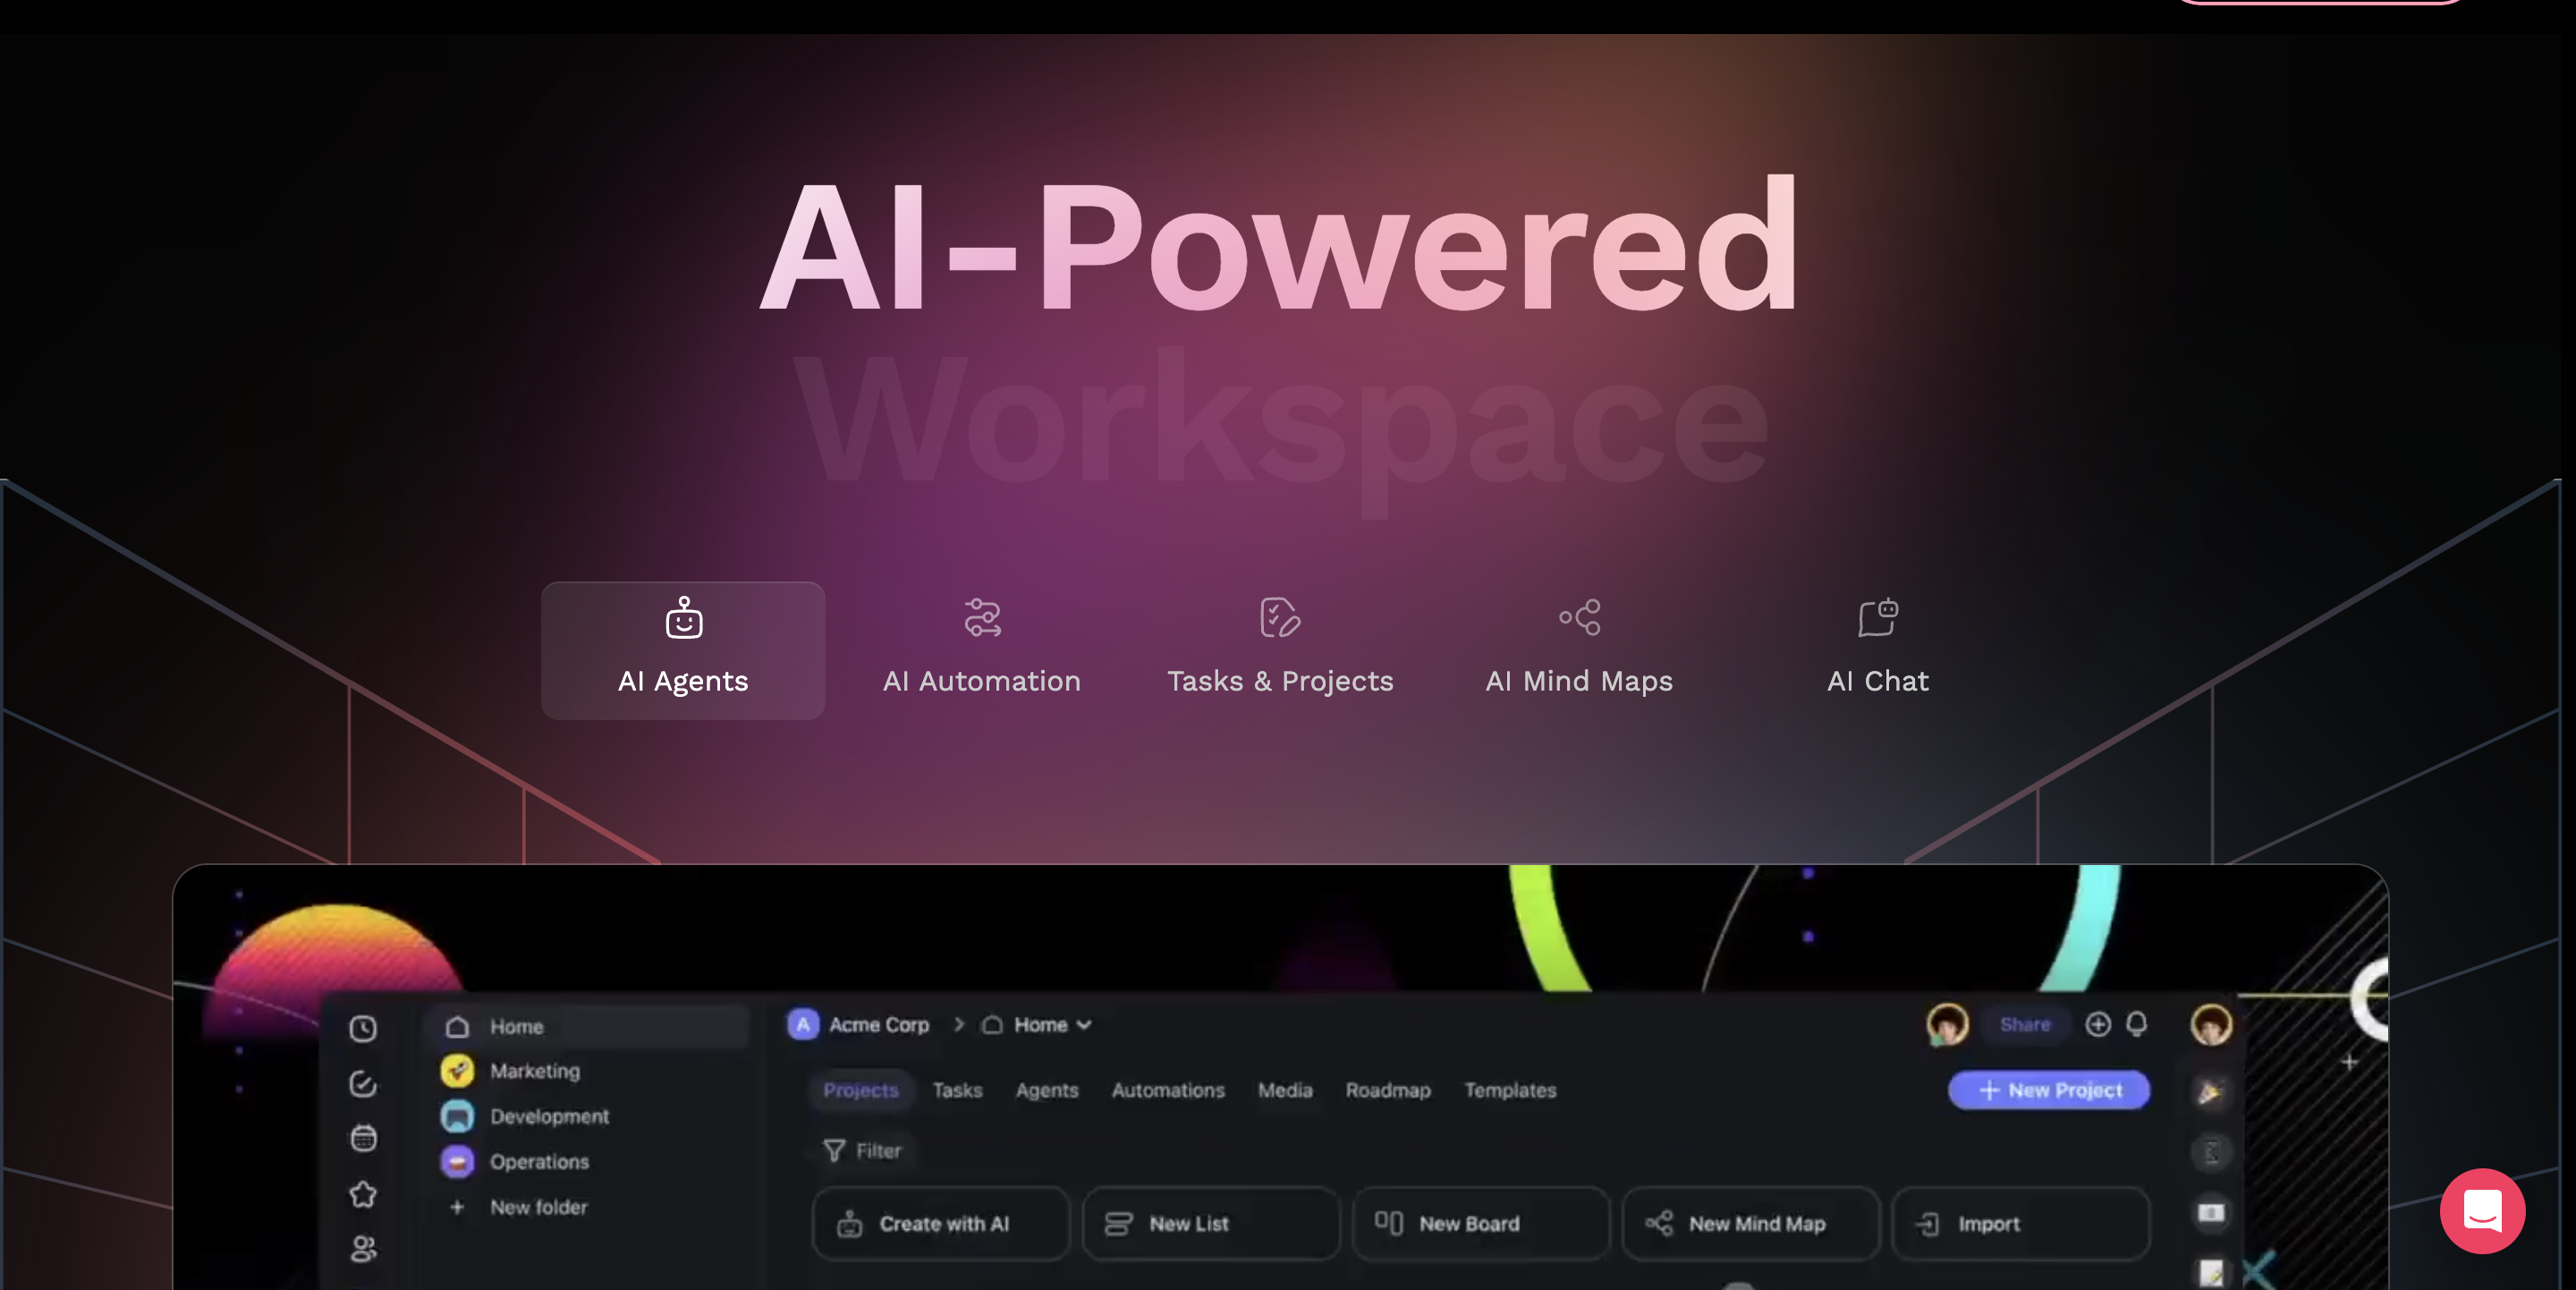 AI-Powered
Workspace
AI Agents
AI Automation
Tasks & Projects
AI Mind Maps
AI Chat
Home
Marketing
Development
Operations
New folder
A Acme Corp
Home
Share
Projects
Tasks
Agents
Automations
Media
Roadmap
Templates
New Project
Filter
Create with AI
New List
New Board
New Mind Map
Import